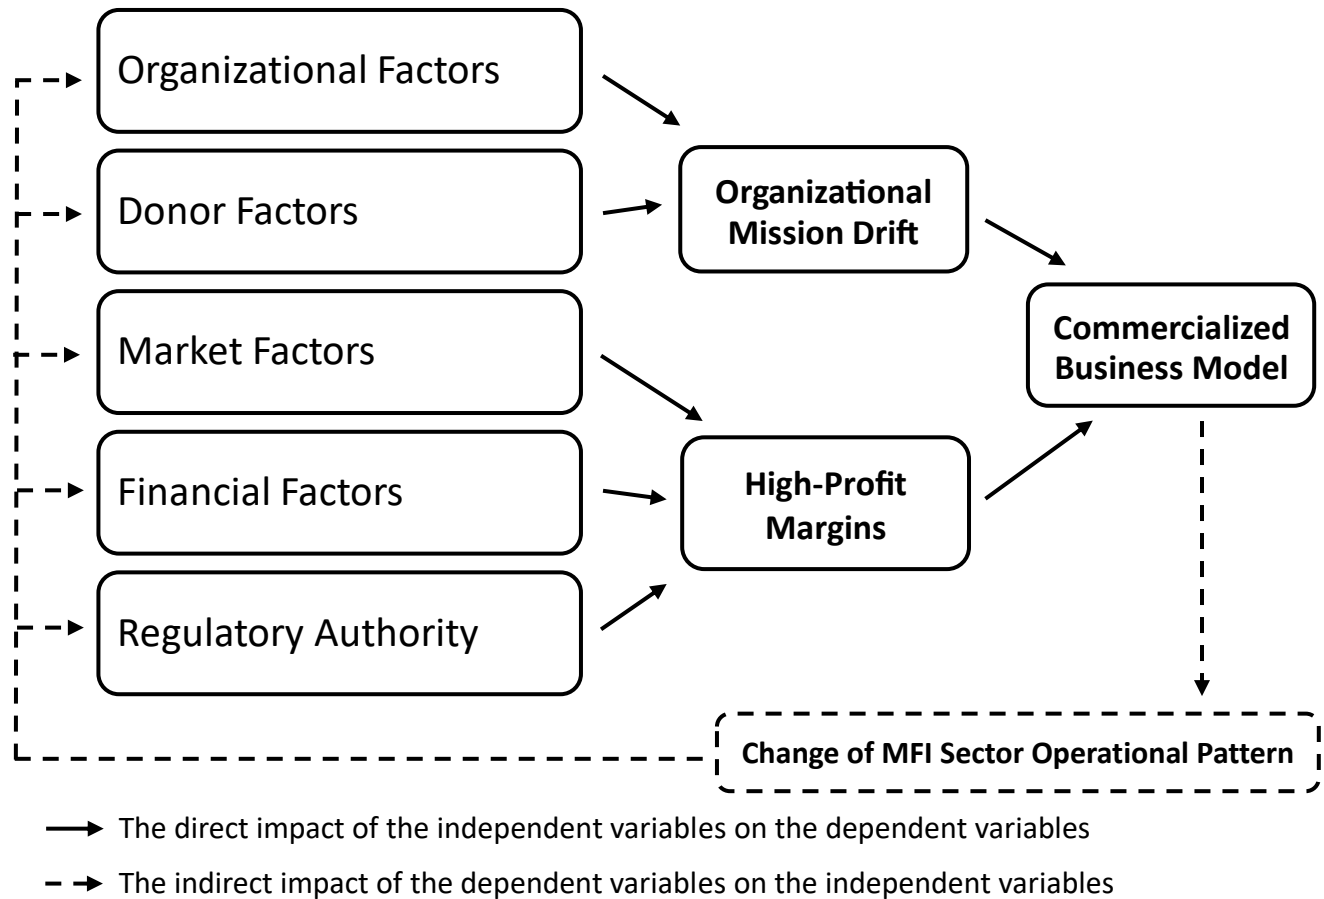 Organizational Factors
Donor Factors
Market Factors
Financial Factors
Regulatory Authority
Organizational
Mission Drift
High-Profit
Margins
Commercialized
Business Model
Change of MFI Sector Operational Pattern
The direct impact of the independent variables on the dependent variables
The indirect impact of the dependent variables on the independent variables